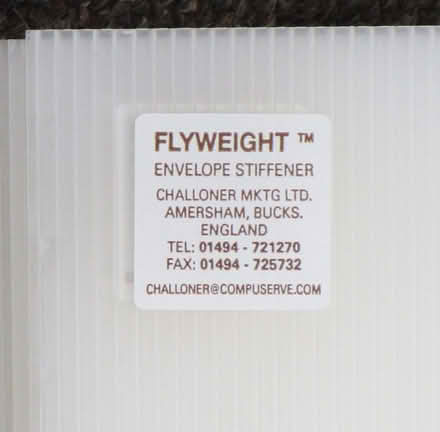 FLYWEIGHT ™
ENVELOPE STIFFENER
CHALLONER MKTG LTD.
AMERSHAM, BUCKS.
ENGLAND
TEL: 01494 - 721270
FAX: 01494 - 725732
CHALLONER@COMPUSERVE.COM